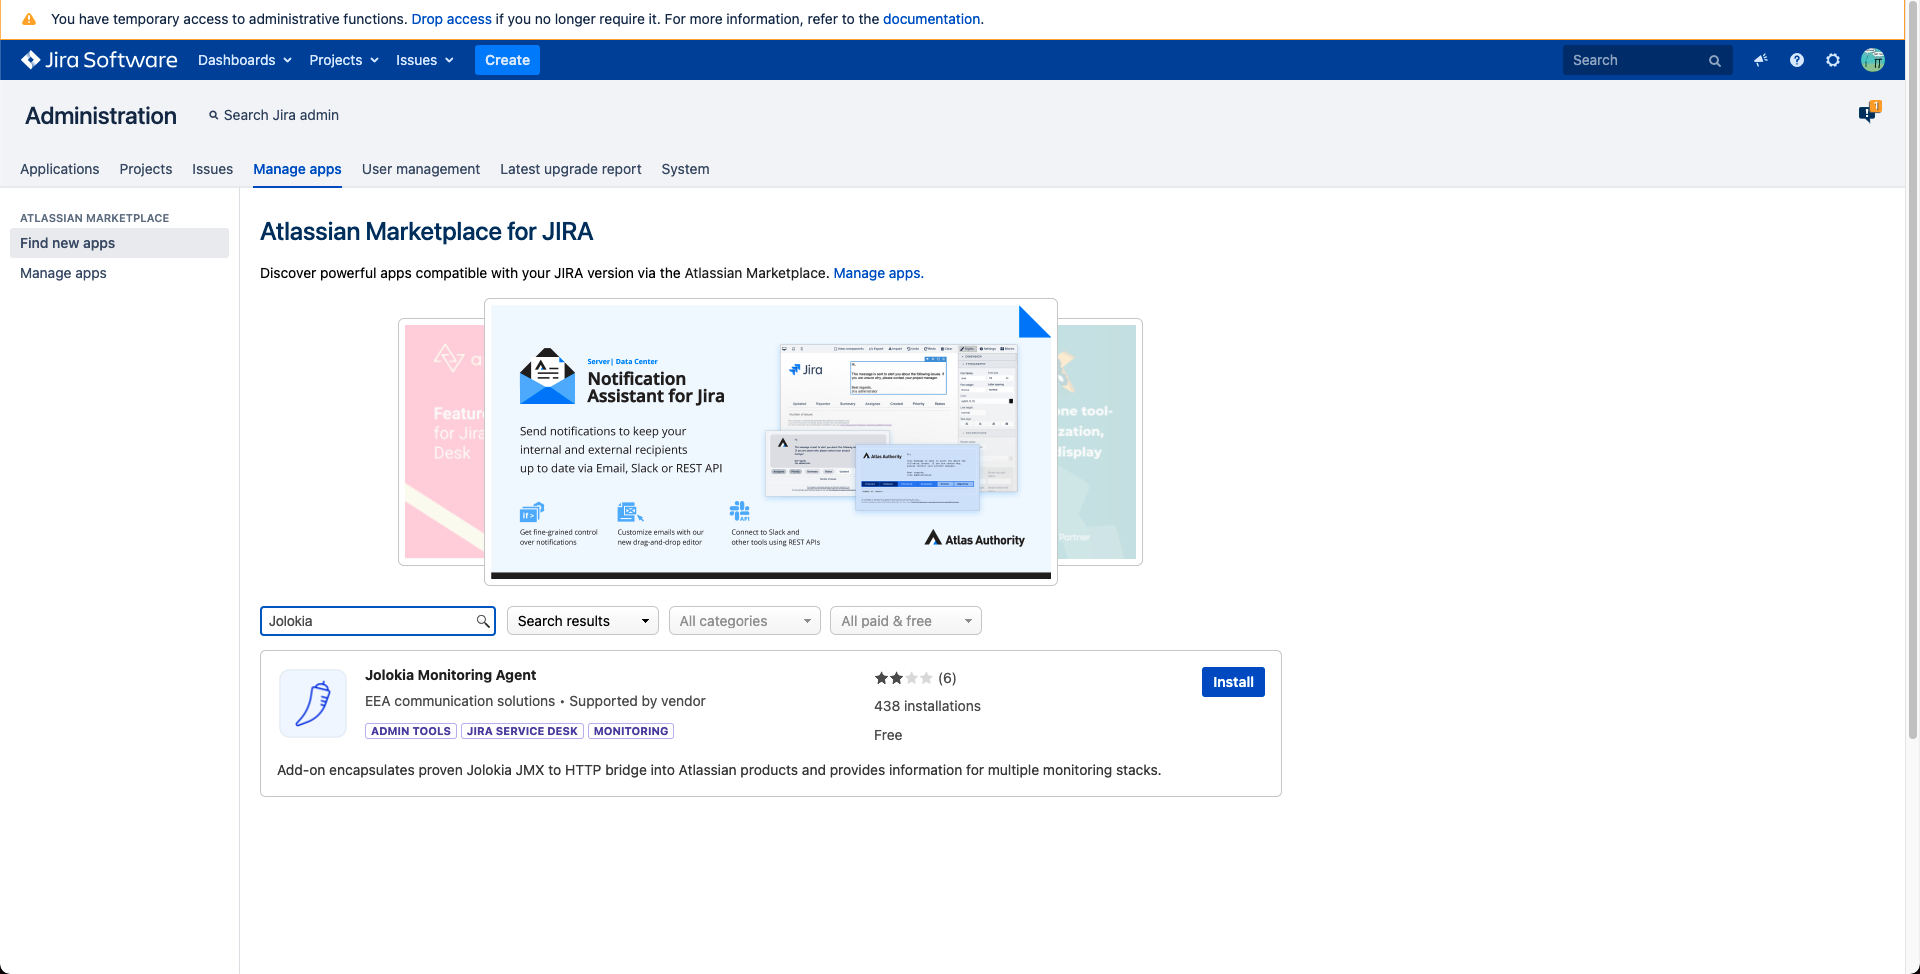 You have temporary access to administrative functions. Drop access if you no longer require it. For more information, refer to the documentation.
Jira Software Dashboards Projects Issues Create Search
Administration Search Jira admin 1
Applications Projects Issues Manage apps User management Latest upgrade report System
ATLASSIAN MARKETPLACE
Find new apps
Manage apps
Atlassian Marketplace for JIRA
Discover powerful apps compatible with your JIRA version via the Atlassian Marketplace. Manage apps.
Featur
for Jira
Desk
Server| Data Center
Notification
Assistant for Jira
Send notifications to keep your
internal and external recipients
up to date via Email, Slack or REST API
Get fine-grained control
over notifications
Customize emails with our
new drag-and-drop editor
API
Connect to Slack and
other tools using REST APIs
Jira
Atlas Authority
Atlas Authority
one tool-
zation,
display
Partner
Jolokia
Search results
All categories
All paid & free
Jolokia Monitoring Agent
EEA communication solutions • Supported by vendor
ADMIN TOOLS JIRA SERVICE DESK MONITORING
(6)
438 installations
Free
Install
Add-on encapsulates proven Jolokia JMX to HTTP bridge into Atlassian products and provides information for multiple monitoring stacks.